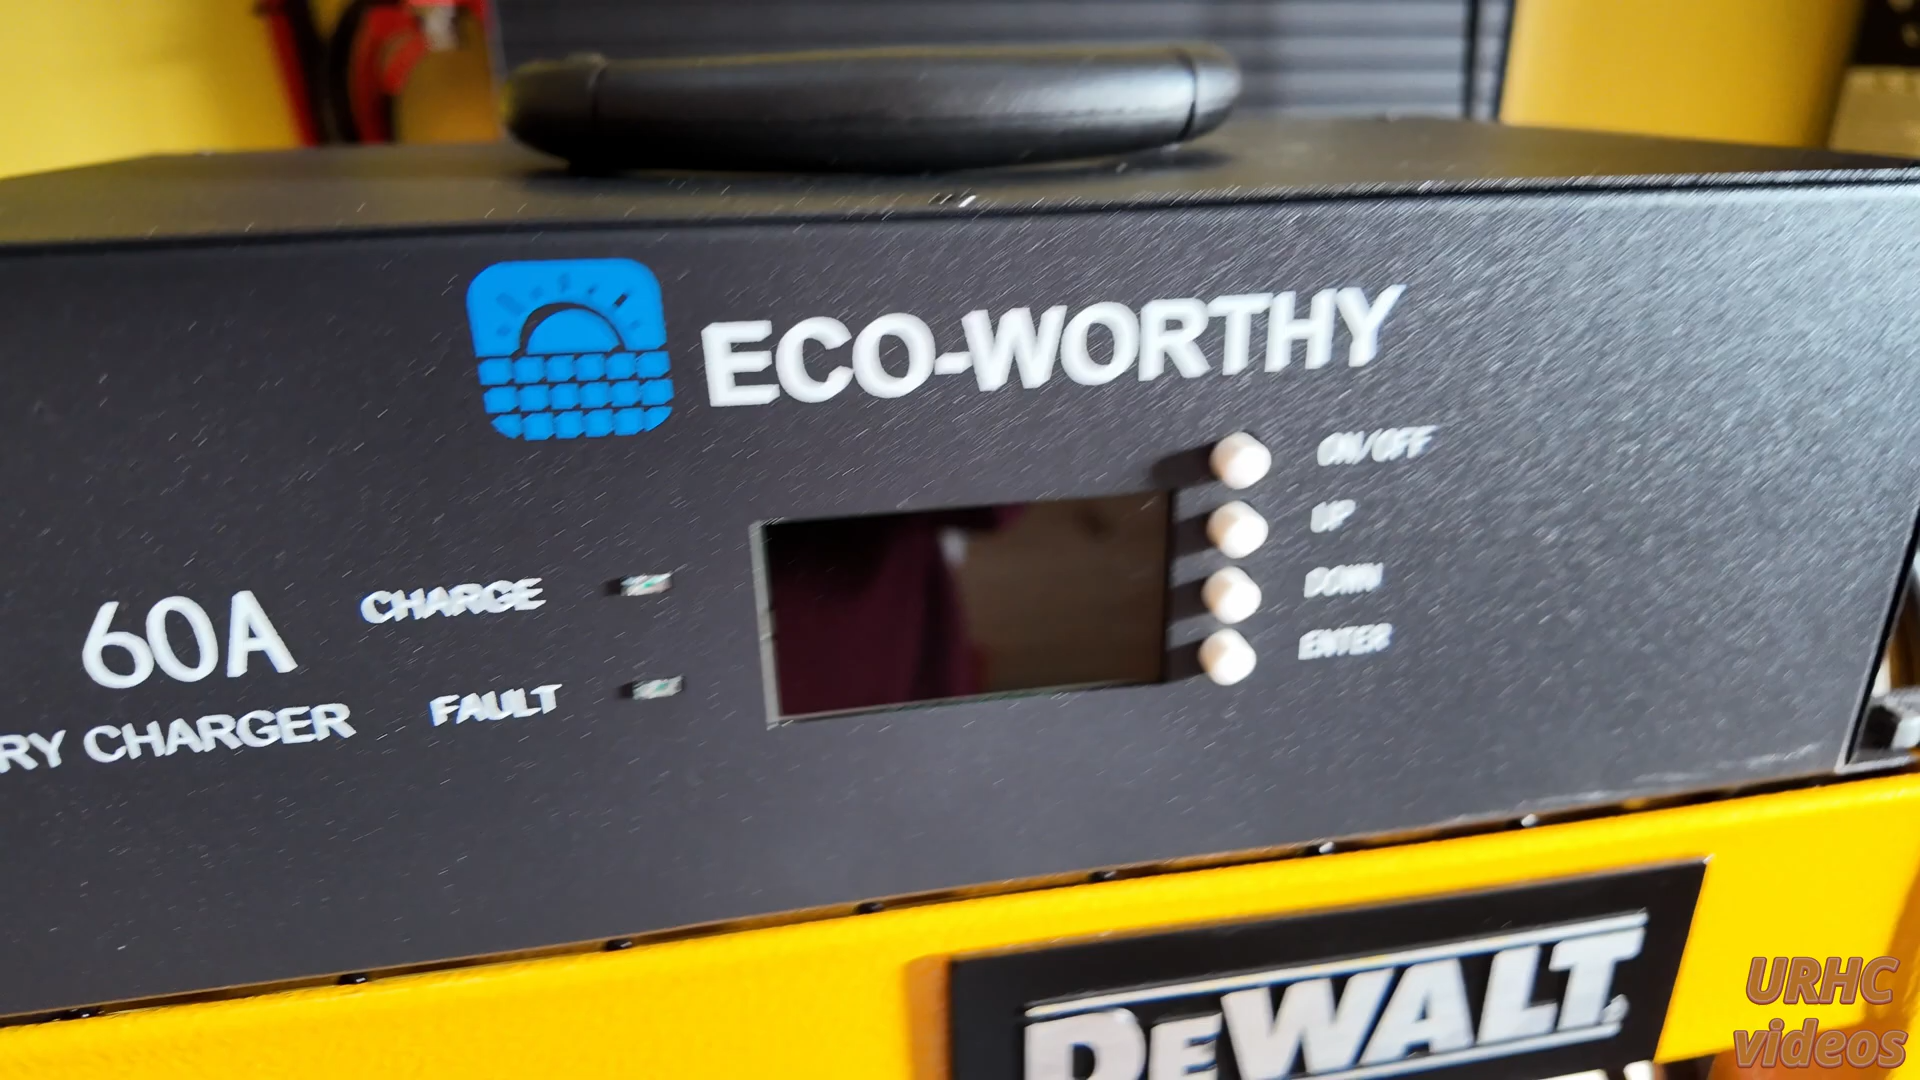 ECO-WORTHY
ON/OFF
UP
DOWN
ENTER
60A
CHARGE
RY CHARGER
FAULT
DEWALT
URHC
videos